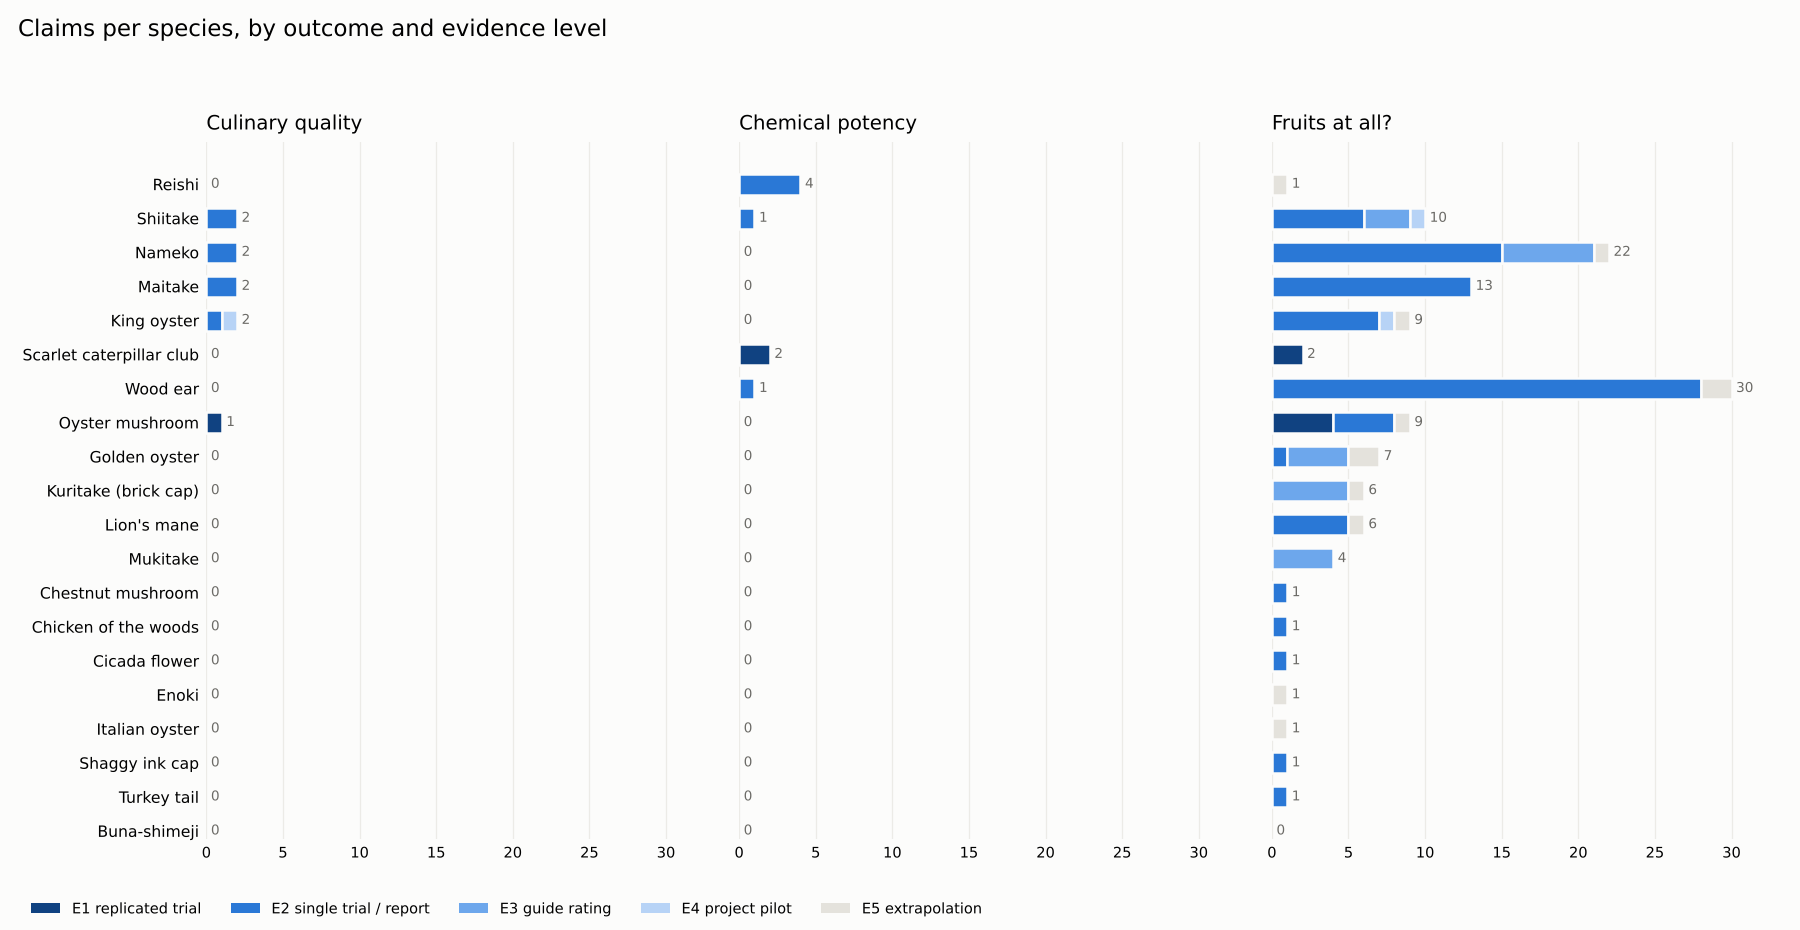 Claims per species, by outcome and evidence level
Culinary quality Chemical potency Fruits at all?
Reishi 0 4 1
Shiitake 2 1 10
Nameko 2 0 22
Maitake 2 0 13
King oyster 2 0 9
Scarlet caterpillar club 0 2 2
Wood ear 0 1 30
Oyster mushroom 1 0 9
Golden oyster 0 0 7
Kuritake (brick cap) 0 0 6
Lion's mane 0 0 6
Mukitake 0 0 4
Chestnut mushroom 0 0 1
Chicken of the woods 0 0 1
Cicada flower 0 0 1
Enoki 0 0 1
Italian oyster 0 0 1
Shaggy ink cap 0 0 1
Turkey tail 0 0 1
Buna-shimeji 0 0 0
0 5 10 15 20 25 30 0 5 10 15 20 25 30 0 5 10 15 20 25 30
E1 replicated trial E2 single trial / report E3 guide rating E4 project pilot E5 extrapolation